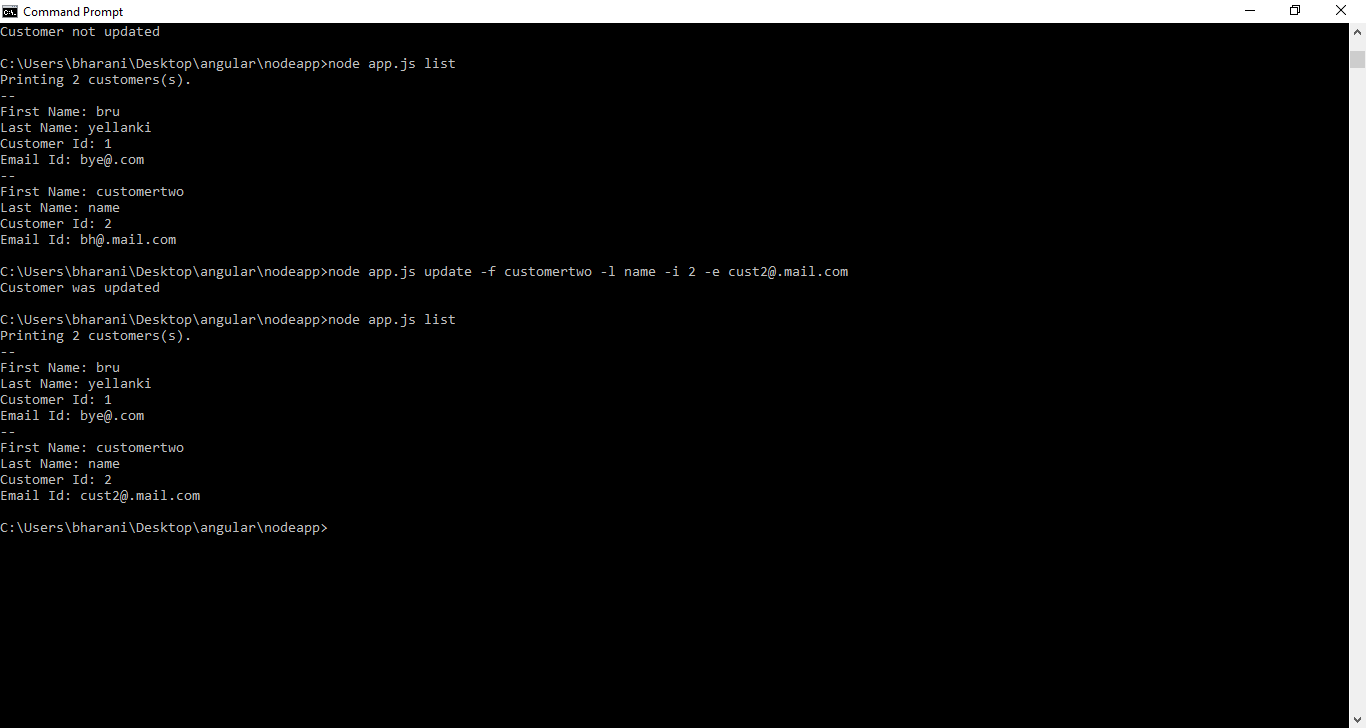 Command Prompt
Customer not updated
C:\Users\bharani\Desktop\angular\nodeapp>node app.js list
Printing 2 customers(s).
--
First Name: bru
Last Name: yellanki
Customer Id: 1
Email Id: bye@.com
--
First Name: customertwo
Last Name: name
Customer Id: 2
Email Id: bh@.mail.com
C:\Users\bharani\Desktop\angular\nodeapp>node app.js update -f customertwo -l name -i 2 -e cust2@.mail.com
Customer was updated
C:\Users\bharani\Desktop\angular\nodeapp>node app.js list
Printing 2 customers(s).
--
First Name: bru
Last Name: yellanki
Customer Id: 1
Email Id: bye@.com
--
First Name: customertwo
Last Name: name
Customer Id: 2
Email Id: cust2@.mail.com
C:\Users\bharani\Desktop\angular\nodeapp>